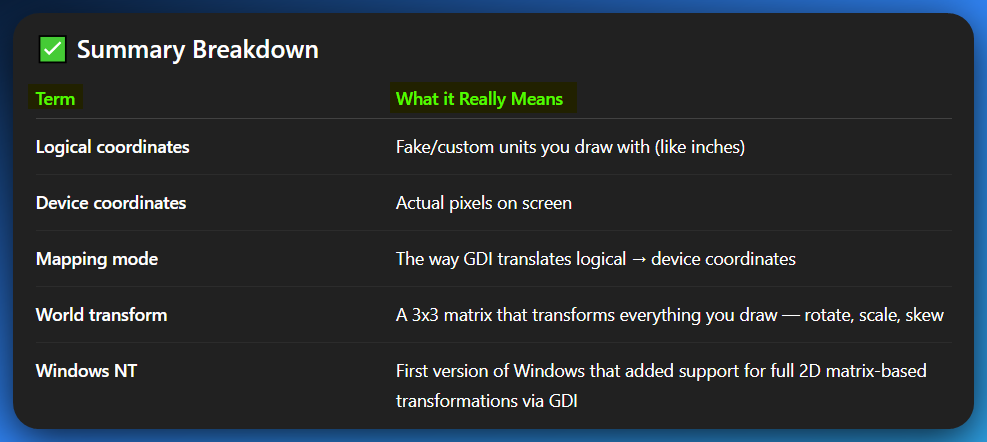 ✅ Summary Breakdown
Term What it Really Means
Logical coordinates Fake/custom units you draw with (like inches)
Device coordinates Actual pixels on screen
Mapping mode The way GDI translates logical → device coordinates
World transform A 3x3 matrix that transforms everything you draw — rotate, scale, skew
Windows NT First version of Windows that added support for full 2D matrix-based
transformations via GDI